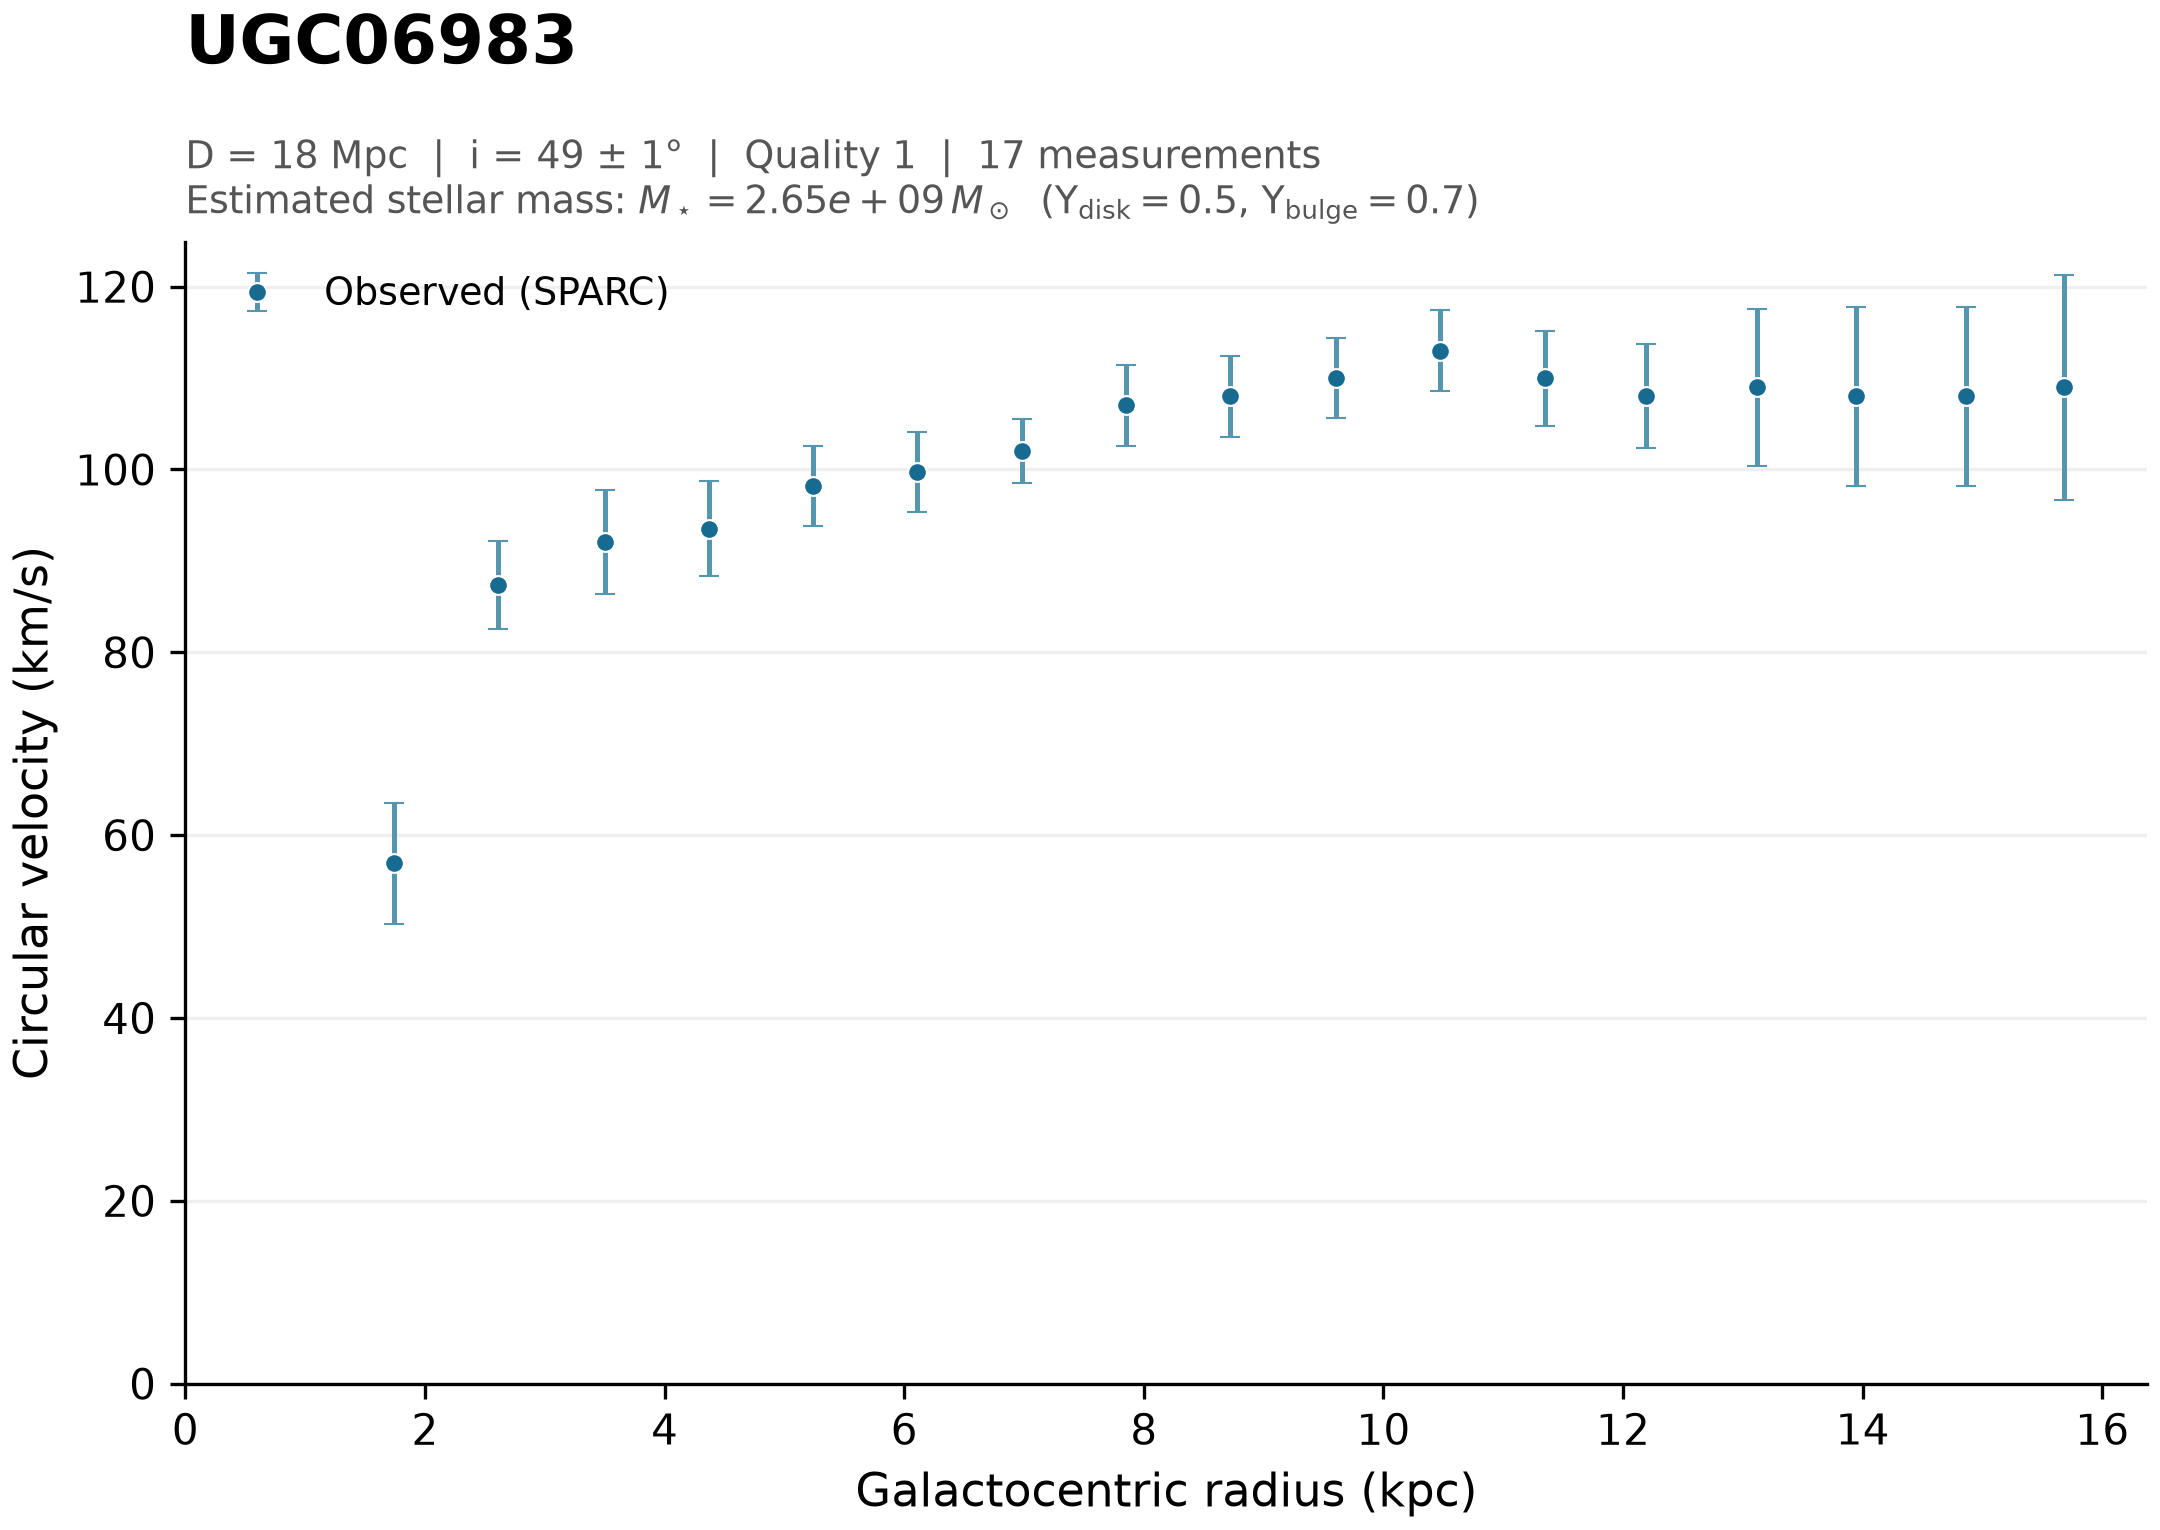 UGC06983
D = 18 Mpc | i = 49 ± 1° | Quality 1 | 17 measurements
Estimated stellar mass: M⋆ = 2.65e + 09 M⊙ (Υdisk = 0.5, Υbulge = 0.7)
Observed (SPARC)
Circular velocity (km/s)
120
100
80
60
40
20
0
0 2 4 6 8 10 12 14 16
Galactocentric radius (kpc)